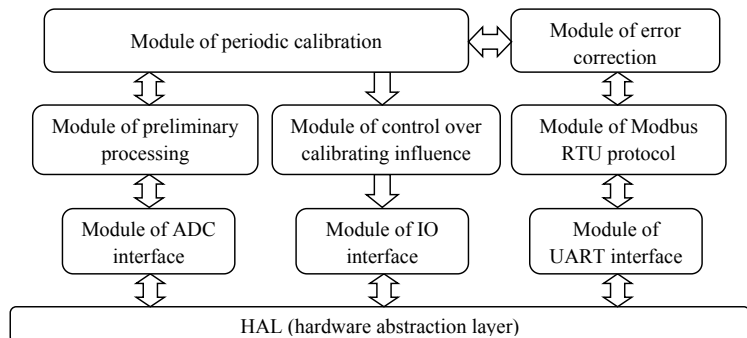 Module of periodic calibration
Module of error
correction
Module of preliminary
processing
Module of control over
calibrating influence
Module of Modbus
RTU protocol
Module of ADC
interface
Module of IO
interface
Module of
UART interface
HAL (hardware abstraction layer)